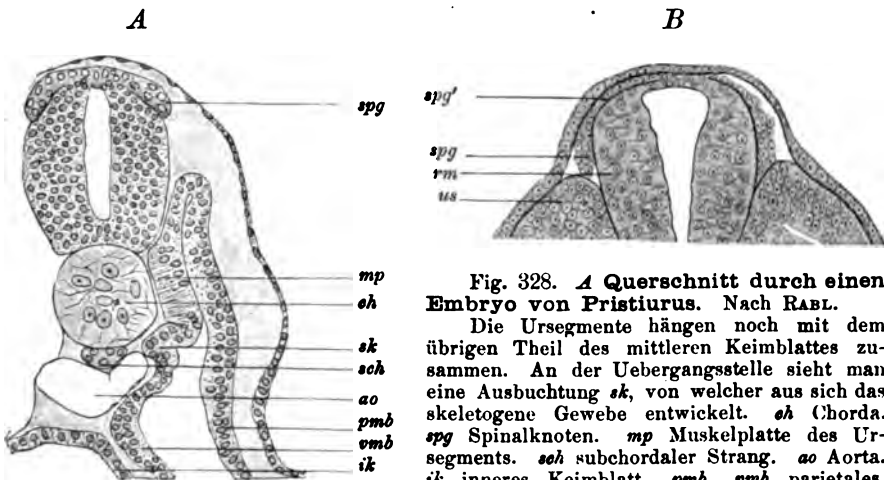 A
B
spg
mp
ch
sk
sch
ao
pmb
vmb
ik
spg'
spg
rm
us
Fig. 328. A Querschnitt durch einen
Embryo von Pristiurus. Nach RABL.
Die Ursegmente hängen noch mit dem
übrigen Theil des mittleren Keimblattes zu-
sammen. An der Uebergangsstelle sieht man
eine Ausbuchtung sk, von welcher aus sich das
skeletogene Gewebe entwickelt. ch Chorda.
spg Spinalknoten. mp Muskelplatte des Ur-
segments. sch subchordaler Strang. ao Aorta.
ik inneres Keimblatt. pmb, vmb parietales,